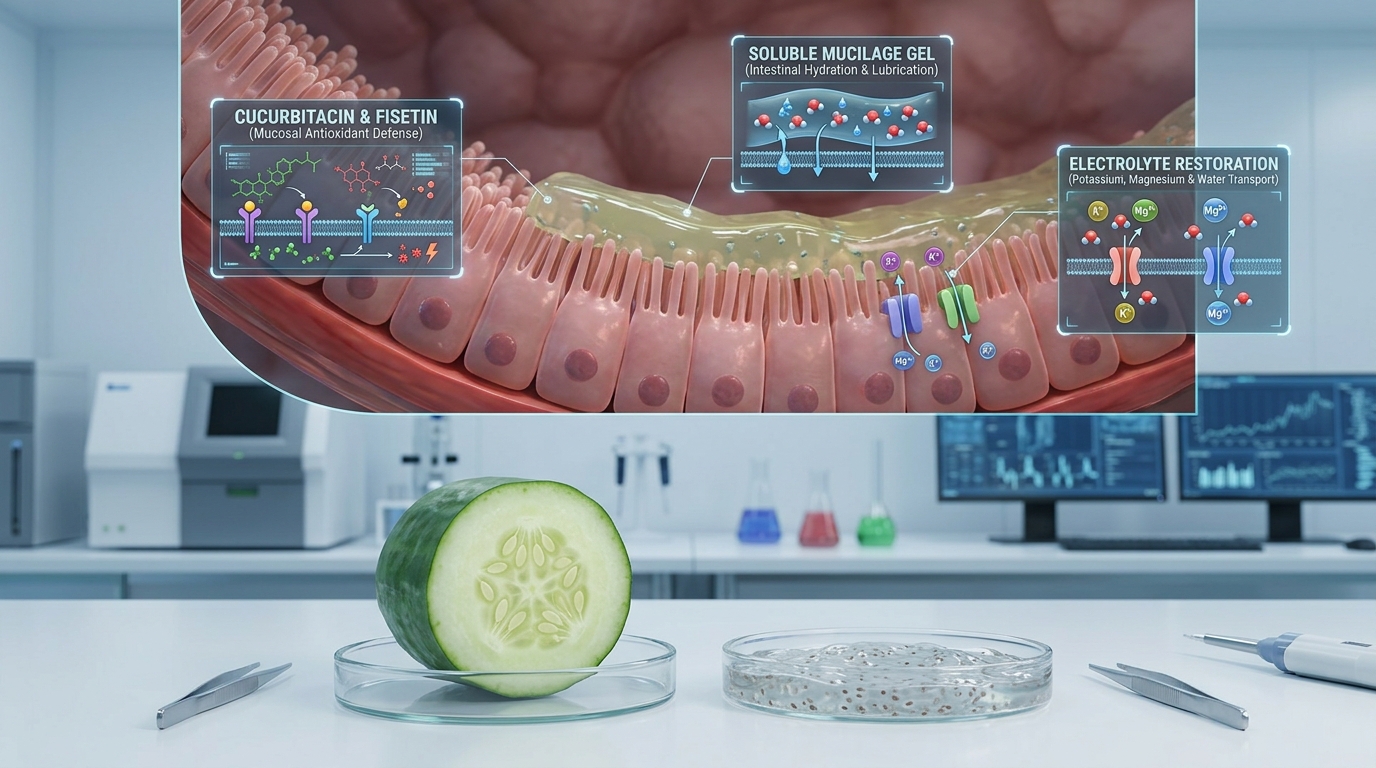 CUCURBITACIN & FISETIN
(Mucosal Antioxidant Defense)
SOLUBLE MUCILAGE GEL
(Intestinal Hydration & Lubrication)
ELECTROLYTE RESTORATION
(Potassium, Magnesium & Water Transport)